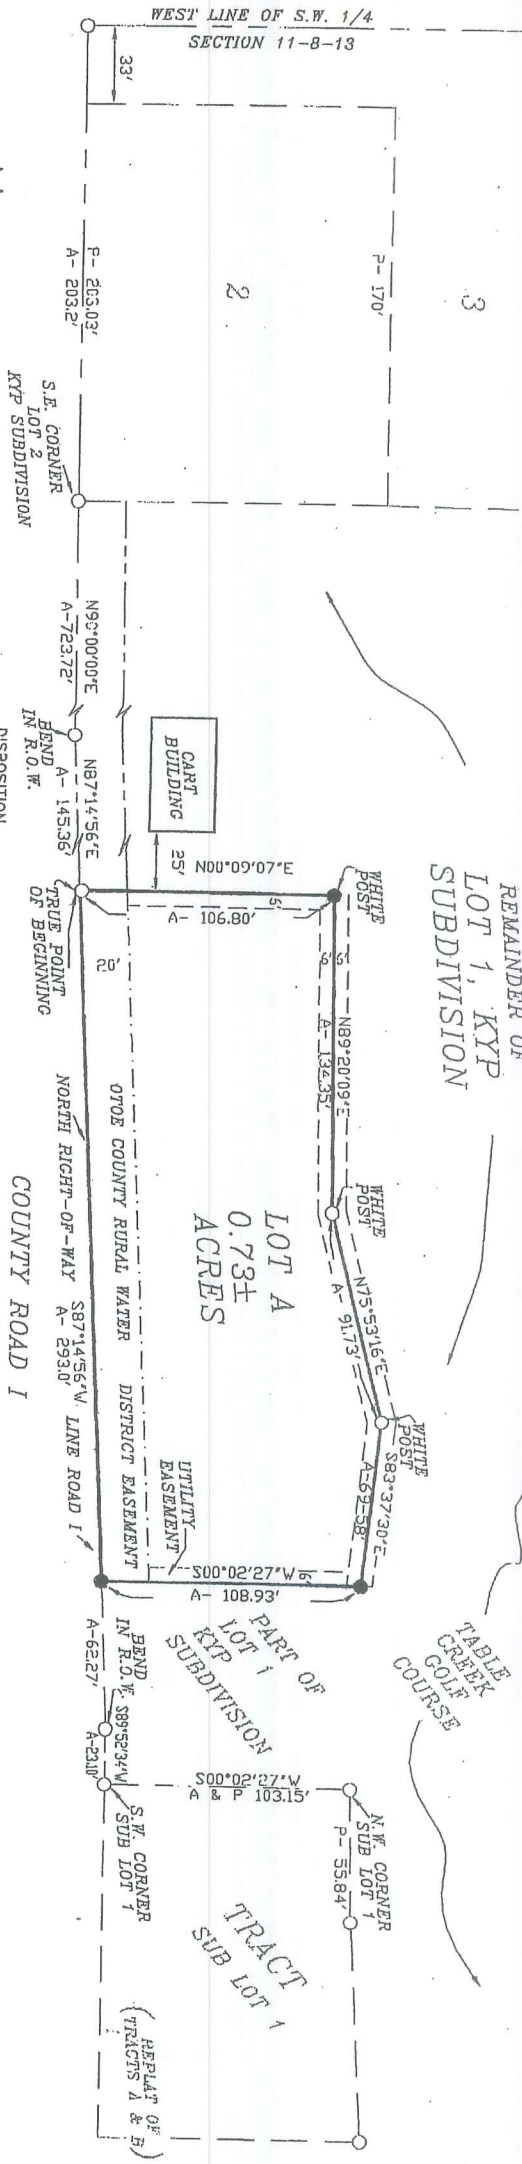 WEST LINE OF S.W. 1/4
SECTION 11-8-13
33'
P- 170'
3
2
P- 203.03'
A- 203.2'
S.E. CORNER
LOT 2
KYP SUBDIVISION
N90°00'00"E
A-723.72'
BEND
IN R.O.W.
N87°14'56"E
A- 145.36'
DISPOSITION
CART
BUILDING
25'
TRUE POINT
OF BEGINNING
N00°09'07"E
A- 106.80'
5'
20'
WHITE
POST
6' 6'
N89°20'09"E
A- 134.35'
REMAINDER OF
LOT 1, KYP
SUBDIVISION
WHITE
POST
N75°53'16"E
A- 91.73'
WHITE
POST
S83°37'30"E
A-69.58'
LOT A
0.73±
ACRES
OTOE COUNTY RURAL WATER DISTRICT EASEMENT
NORTH RIGHT-OF-WAY LINE ROAD I
S87°14'56"W
A- 293.0'
COUNTY ROAD I
UTILITY
EASEMENT
S00°02'27"W
6'
A- 108.93'
TABLE
CREEK
GOLF
COURSE
PART OF
LOT 1
KYP
SUBDIVISION
BEND
IN R.O.W.
A-62.27'
S89°52'34"W
A-23.10'
S.W. CORNER
SUB LOT 1
S00°02'27"W
A & P 103.15'
N.W. CORNER
SUB LOT 1
P- 55.84'
TRACT
SUB LOT 1
(REPLAT OF
TRACTS A & B)